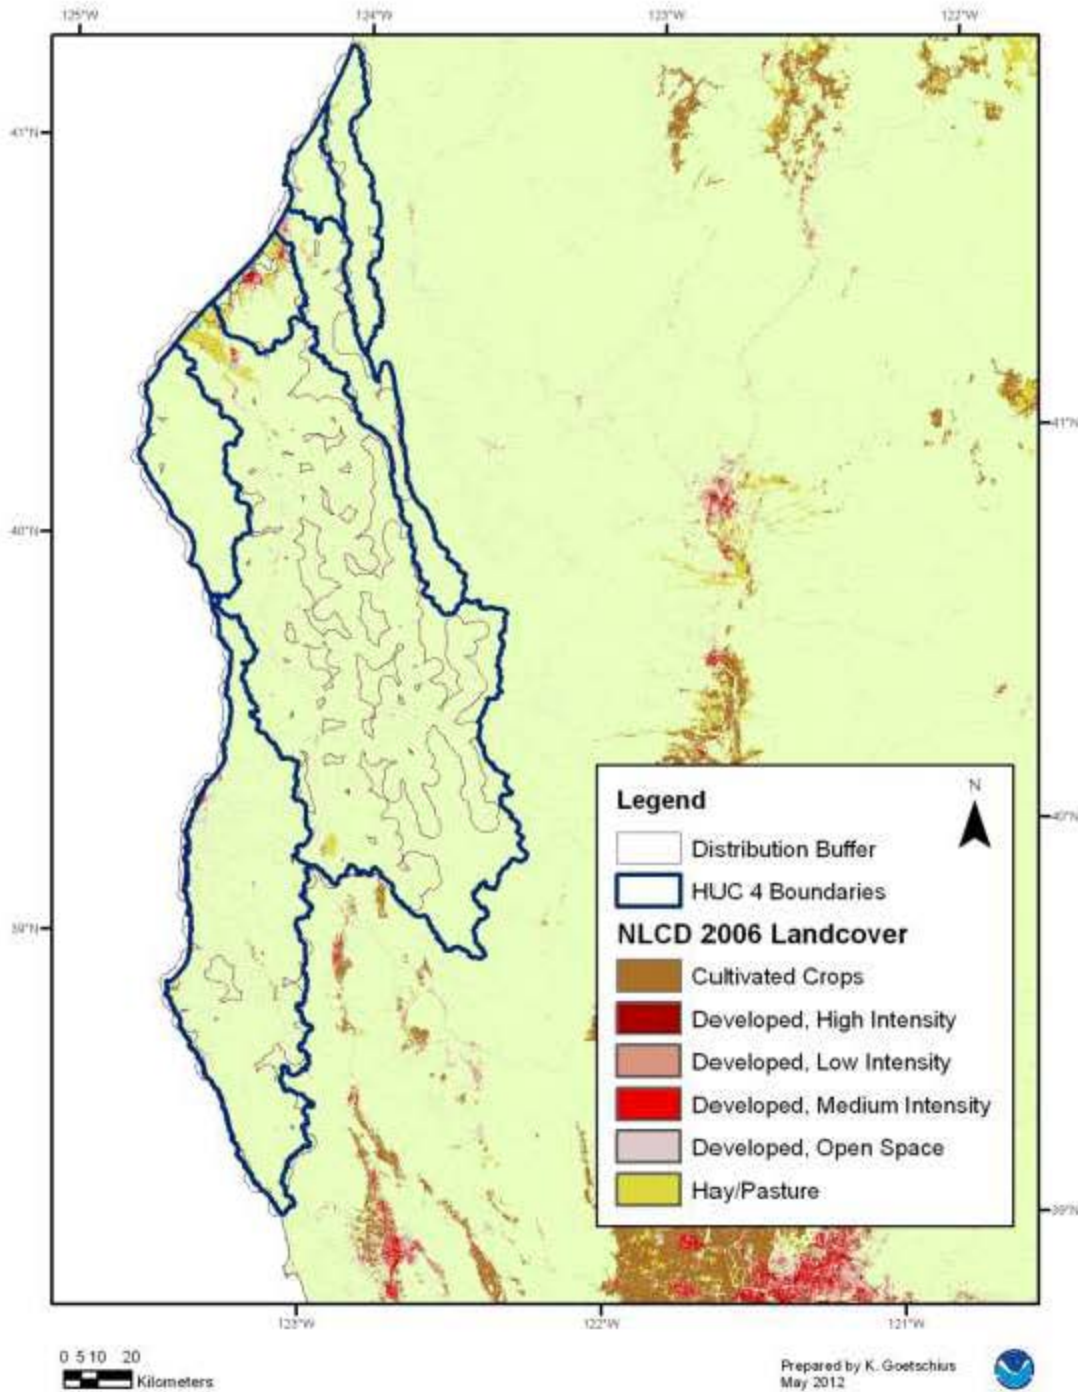 125°W 124°W 123°W 122°W
41°N
41°N
40°N
40°N
39°N
39°N
Legend
N
Distribution Buffer
HUC 4 Boundaries
NLCD 2006 Landcover
Cultivated Crops
Developed, High Intensity
Developed, Low Intensity
Developed, Medium Intensity
Developed, Open Space
Hay/Pasture
123°W 122°W 121°W
0 5 10 20
Kilometers
Prepared by K. Goetschius
May 2012